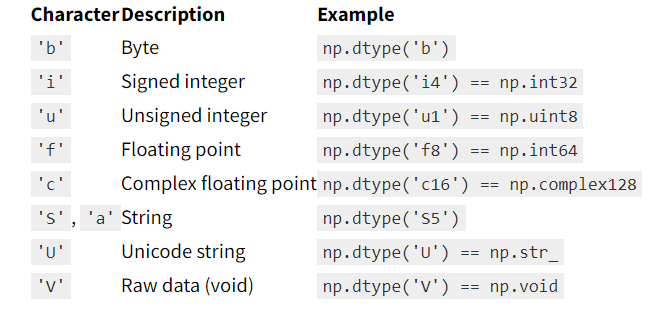 Character Description Example
'b' Byte np.dtype('b')
'i' Signed integer np.dtype('i4') == np.int32
'u' Unsigned integer np.dtype('u1') == np.uint8
'f' Floating point np.dtype('f8') == np.int64
'c' Complex floating point np.dtype('c16') == np.complex128
'S', 'a' String np.dtype('S5')
'U' Unicode string np.dtype('U') == np.str_
'V' Raw data (void) np.dtype('V') == np.void